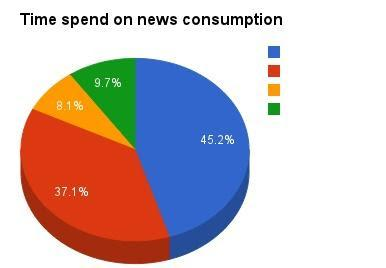 Time spend on news consumption
9.7%
8.1%
45.2%
37.1%